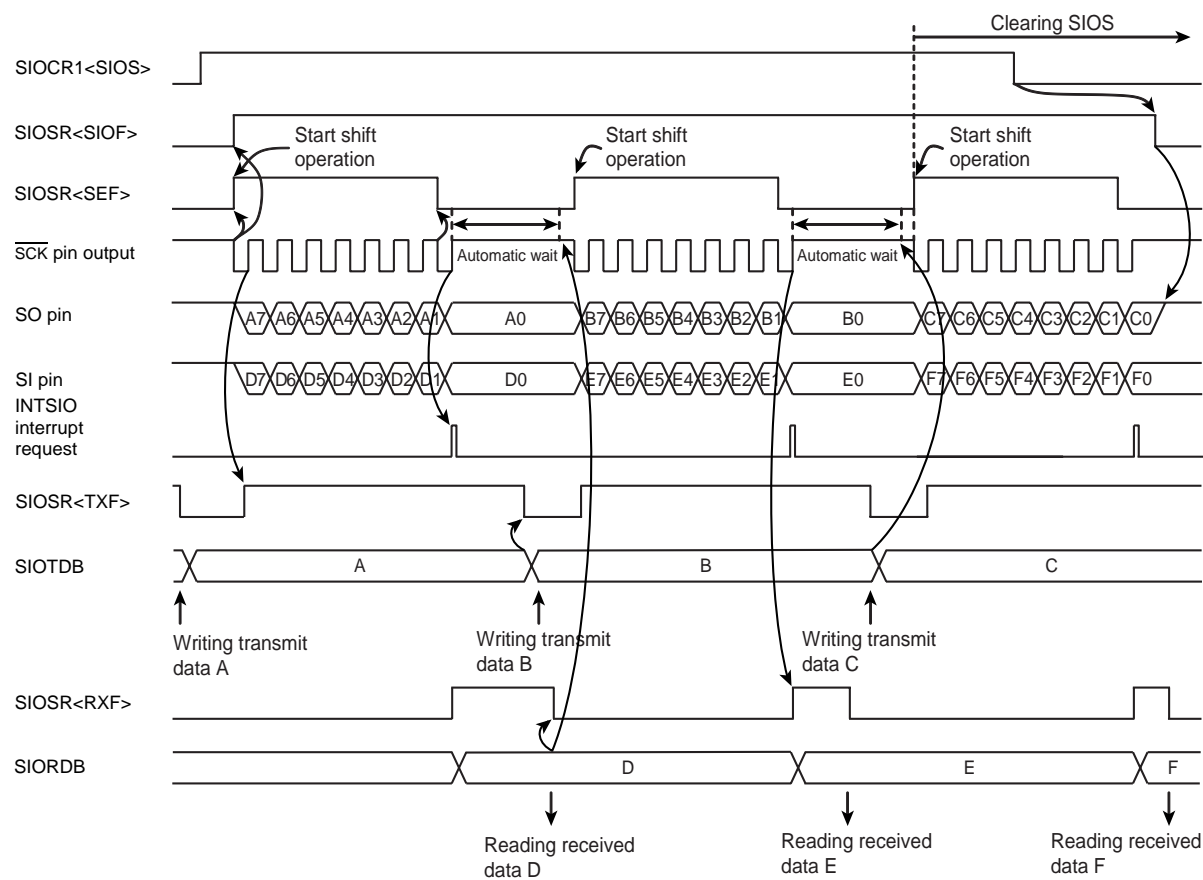 Clearing SIOS
SIOCR1<SIOS>
SIOSR<SIOF>
Start shift
operation
Start shift
operation
Start shift
operation
SIOSR<SEF>
SCK pin output
Automatic wait
Automatic wait
SO pin
A7 A6 A5 A4 A3 A2 A1 A0 B7 B6 B5 B4 B3 B2 B1 B0 C7 C6 C5 C4 C3 C2 C1 C0
SI pin
D7 D6 D5 D4 D3 D2 D1 D0 E7 E6 E5 E4 E3 E2 E1 E0 F7 F6 F5 F4 F3 F2 F1 F0
INTSIO
interrupt
request
SIOSR<TXF>
SIOTDB
A B C
Writing transmit
data A
Writing transmit
data B
Writing transmit
data C
SIOSR<RXF>
SIORDB
D E F
Reading received
data D
Reading received
data E
Reading received
data F